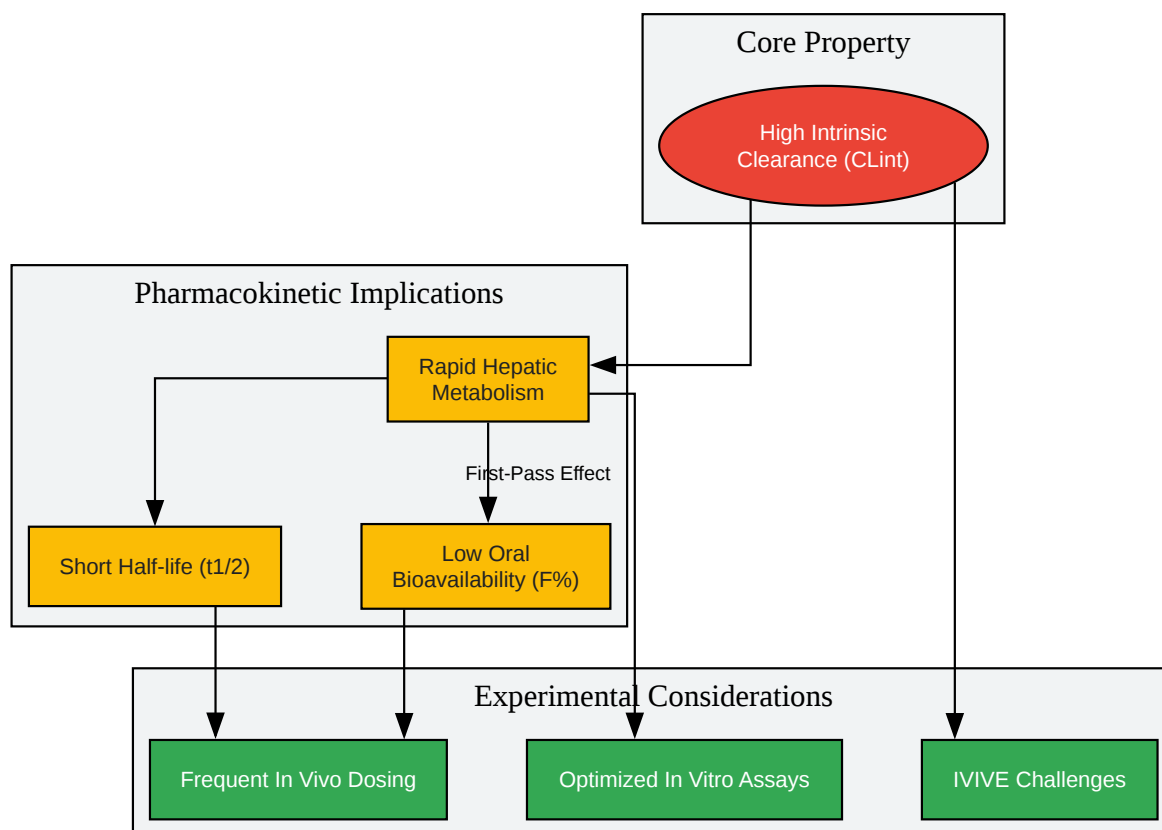 Core Property
High Intrinsic
Clearance (CLint)
Pharmacokinetic Implications
Rapid Hepatic
Metabolism
First-Pass Effect
Short Half-life (t1/2)
Low Oral
Bioavailability (F%)
Experimental Considerations
Frequent In Vivo Dosing
Optimized In Vitro Assays
IVIVE Challenges